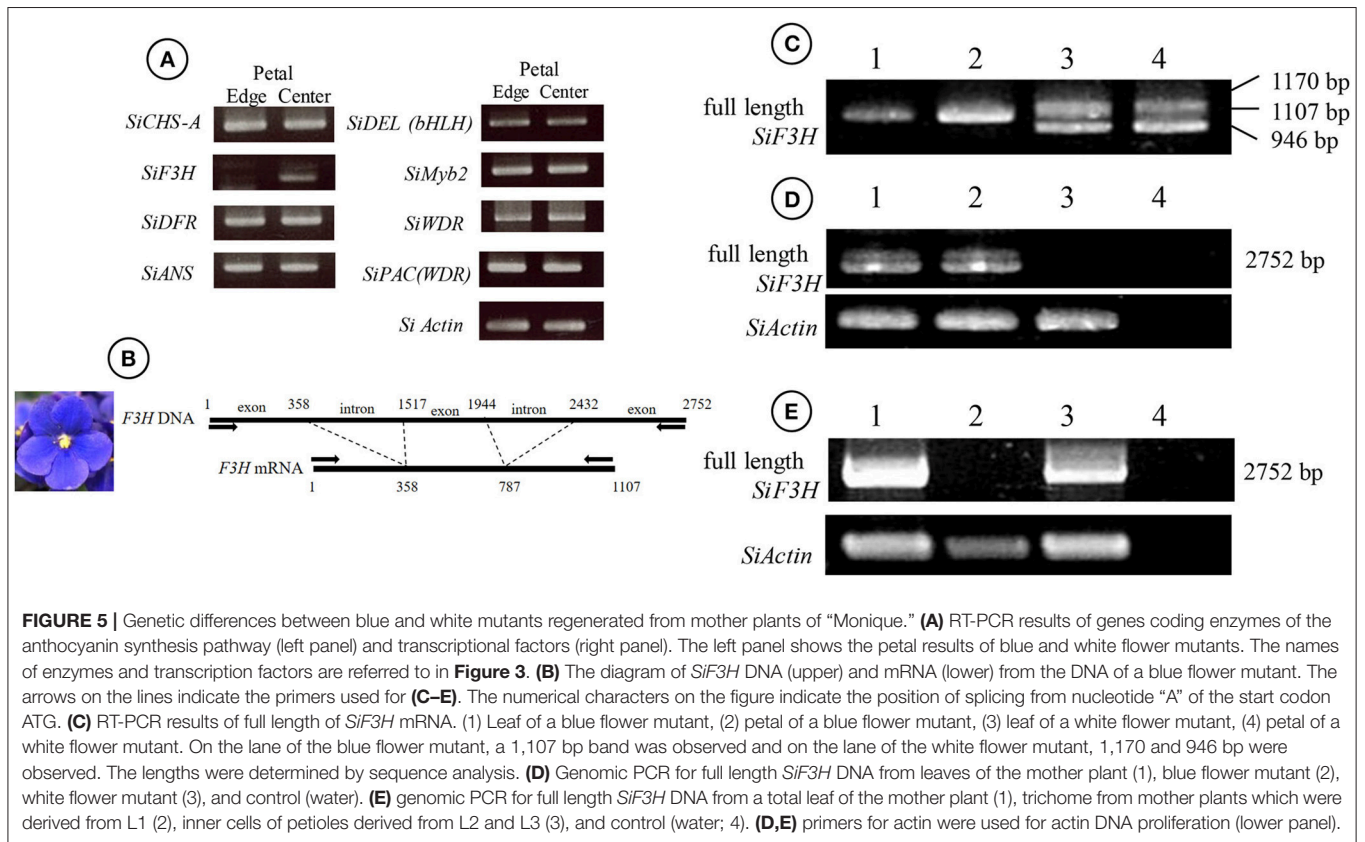 A
Petal
Edge Center
SiCHS-A
SiF3H
SiDFR
SiANS
Petal
Edge Center
SiDEL (bHLH)
SiMyb2
SiWDR
SiPAC(WDR)
Si Actin
B
F3H DNA
1 exon 358 intron 1517 exon 1944 intron 2432 exon 2752
F3H mRNA
1 358 787 1107
C
1 2 3 4
full length
SiF3H
1170 bp
1107 bp
946 bp
D
1 2 3 4
full length
SiF3H
2752 bp
SiActin
E
1 2 3 4
full length
SiF3H
2752 bp
SiActin
FIGURE 5 | Genetic differences between blue and white mutants regenerated from mother plants of “Monique.” (A) RT-PCR results of genes coding enzymes of the
anthocyanin synthesis pathway (left panel) and transcriptional factors (right panel). The left panel shows the petal results of blue and white flower mutants. The names
of enzymes and transcription factors are referred to in Figure 3. (B) The diagram of SiF3H DNA (upper) and mRNA (lower) from the DNA of a blue flower mutant. The
arrows on the lines indicate the primers used for (C–E). The numerical characters on the figure indicate the position of splicing from nucleotide “A” of the start codon
ATG. (C) RT-PCR results of full length of SiF3H mRNA. (1) Leaf of a blue flower mutant, (2) petal of a blue flower mutant, (3) leaf of a white flower mutant, (4) petal of a
white flower mutant. On the lane of the blue flower mutant, a 1,107 bp band was observed and on the lane of the white flower mutant, 1,170 and 946 bp were
observed. The lengths were determined by sequence analysis. (D) Genomic PCR for full length SiF3H DNA from leaves of the mother plant (1), blue flower mutant (2),
white flower mutant (3), and control (water). (E) genomic PCR for full length SiF3H DNA from a total leaf of the mother plant (1), trichome from mother plants which were
derived from L1 (2), inner cells of petioles derived from L2 and L3 (3), and control (water; 4). (D,E) primers for actin were used for actin DNA proliferation (lower panel).